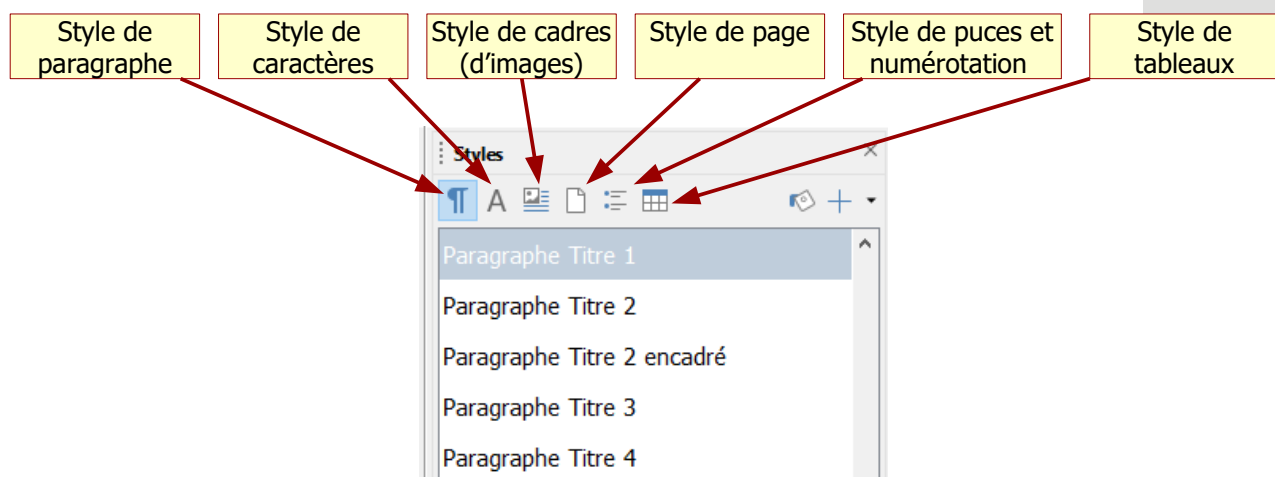 Style de
paragraphe
Style de
caractères
Style de cadres
(d’images)
Style de page
Style de puces et
numérotation
Style de
tableaux
Styles
Paragraphe Titre 1
Paragraphe Titre 2
Paragraphe Titre 2 encadré
Paragraphe Titre 3
Paragraphe Titre 4